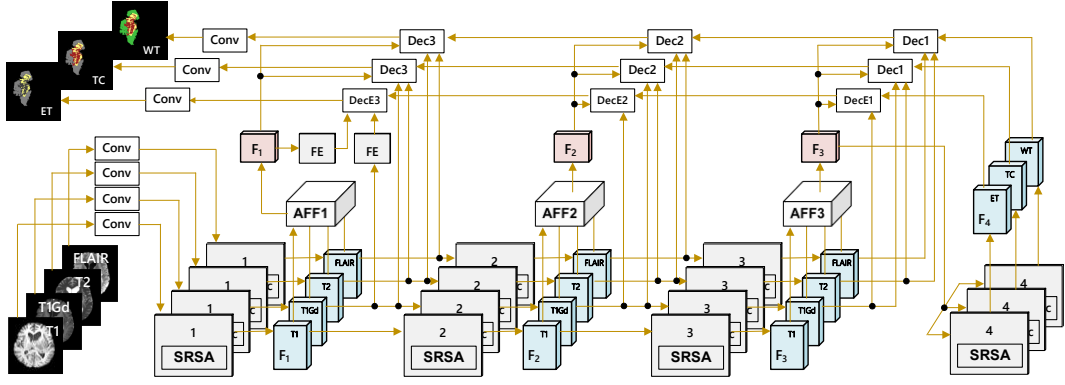 WT
Conv
Dec3
Dec2
Dec1
TC
Conv
Dec3
Dec2
Dec1
ET
Conv
DecE3
DecE2
DecE1
Conv
F1
FE
FE
F2
F3
WT
Conv
TC
Conv
ET
Conv
AFF1
AFF2
AFF3
F4
FLAIR
1
FLAIR
2
FLAIR
3
FLAIR
T2
1
c
T2
2
c
T2
3
c
T2
4
c
T1Gd
1
c
T1Gd
2
c
T1Gd
3
c
T1Gd
4
c
T1
1
c
T1
2
c
T1
3
c
T1
4
SRSA
F1
SRSA
F2
SRSA
F3
SRSA